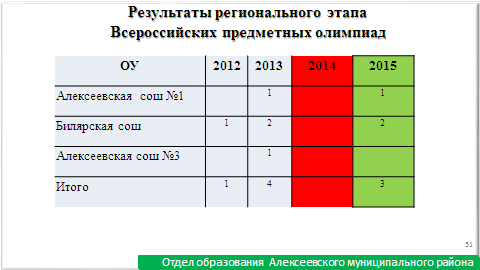 Результаты регионального этапа
Всероссийских предметных олимпиад
ОУ 2012 2013 2014 2015
Алексеевская сош №1 1 1
Билярская сош 1 2 2
Алексеевская сош №3 1
Итого 1 4 3
51
Отдел образования Алексеевского муниципального района